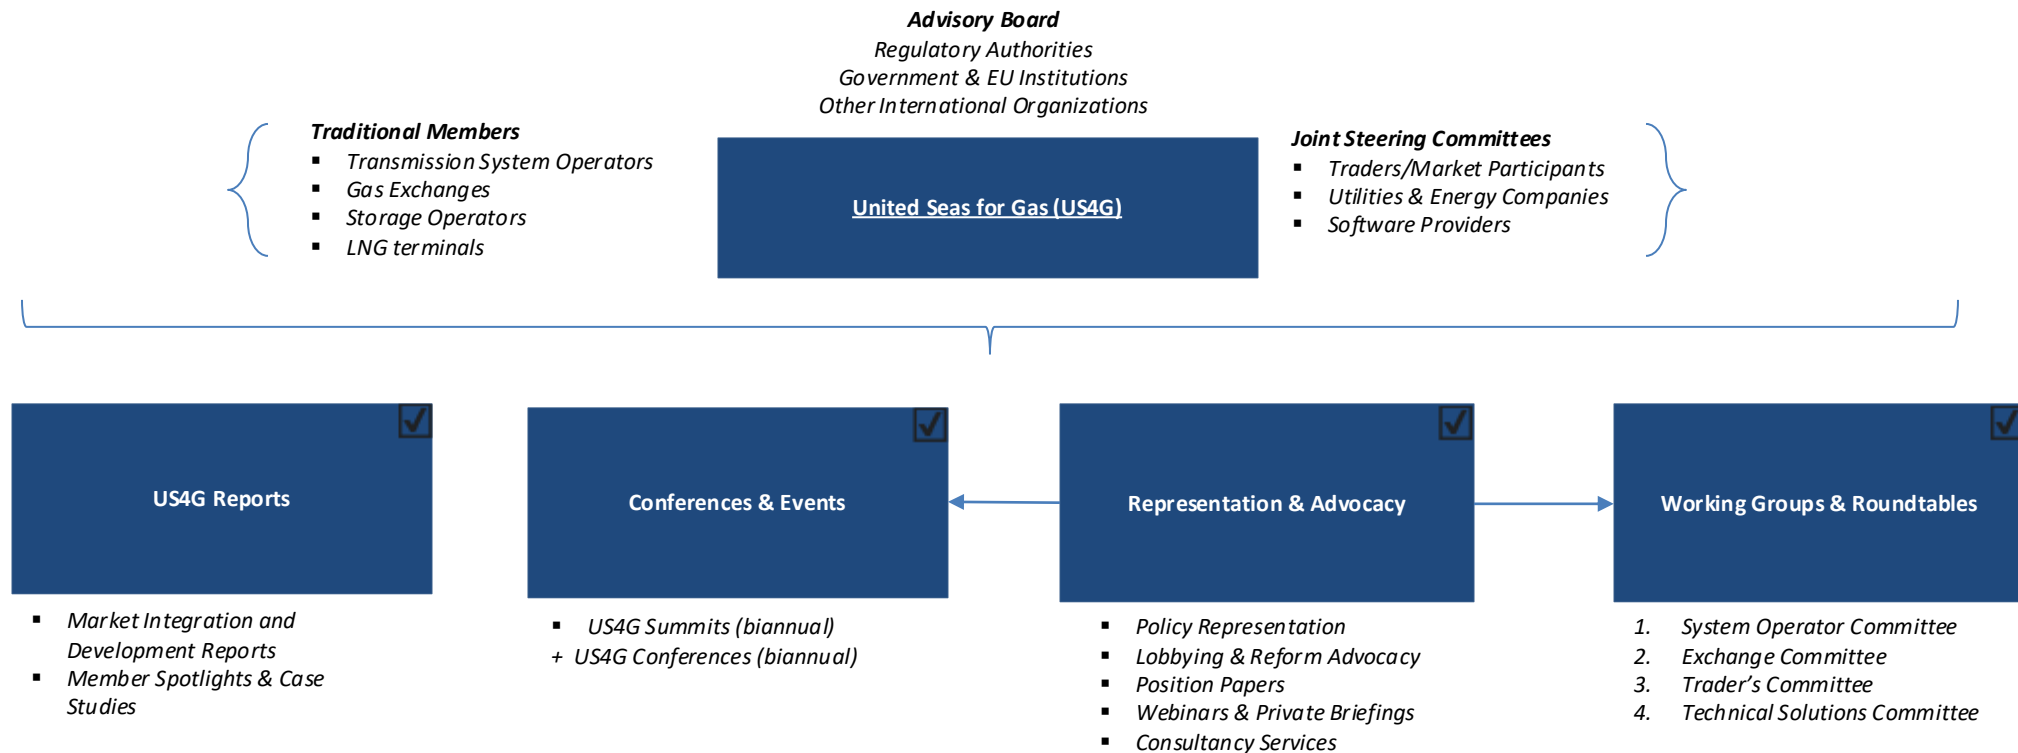 Advisory Board
Regulatory Authorities
Government & EU Institutions
Other International Organizations
Traditional Members
▪ Transmission System Operators
▪ Gas Exchanges
▪ Storage Operators
▪ LNG terminals
United Seas for Gas (US4G)
Joint Steering Committees
▪ Traders/Market Participants
▪ Utilities & Energy Companies
▪ Software Providers
US4G Reports
▪ Market Integration and
Development Reports
▪ Member Spotlights & Case
Studies
Conferences & Events
▪ US4G Summits (biannual)
+ US4G Conferences (biannual)
Representation & Advocacy
▪ Policy Representation
▪ Lobbying & Reform Advocacy
▪ Position Papers
▪ Webinars & Private Briefings
▪ Consultancy Services
Working Groups & Roundtables
1. System Operator Committee
2. Exchange Committee
3. Trader’s Committee
4. Technical Solutions Committee